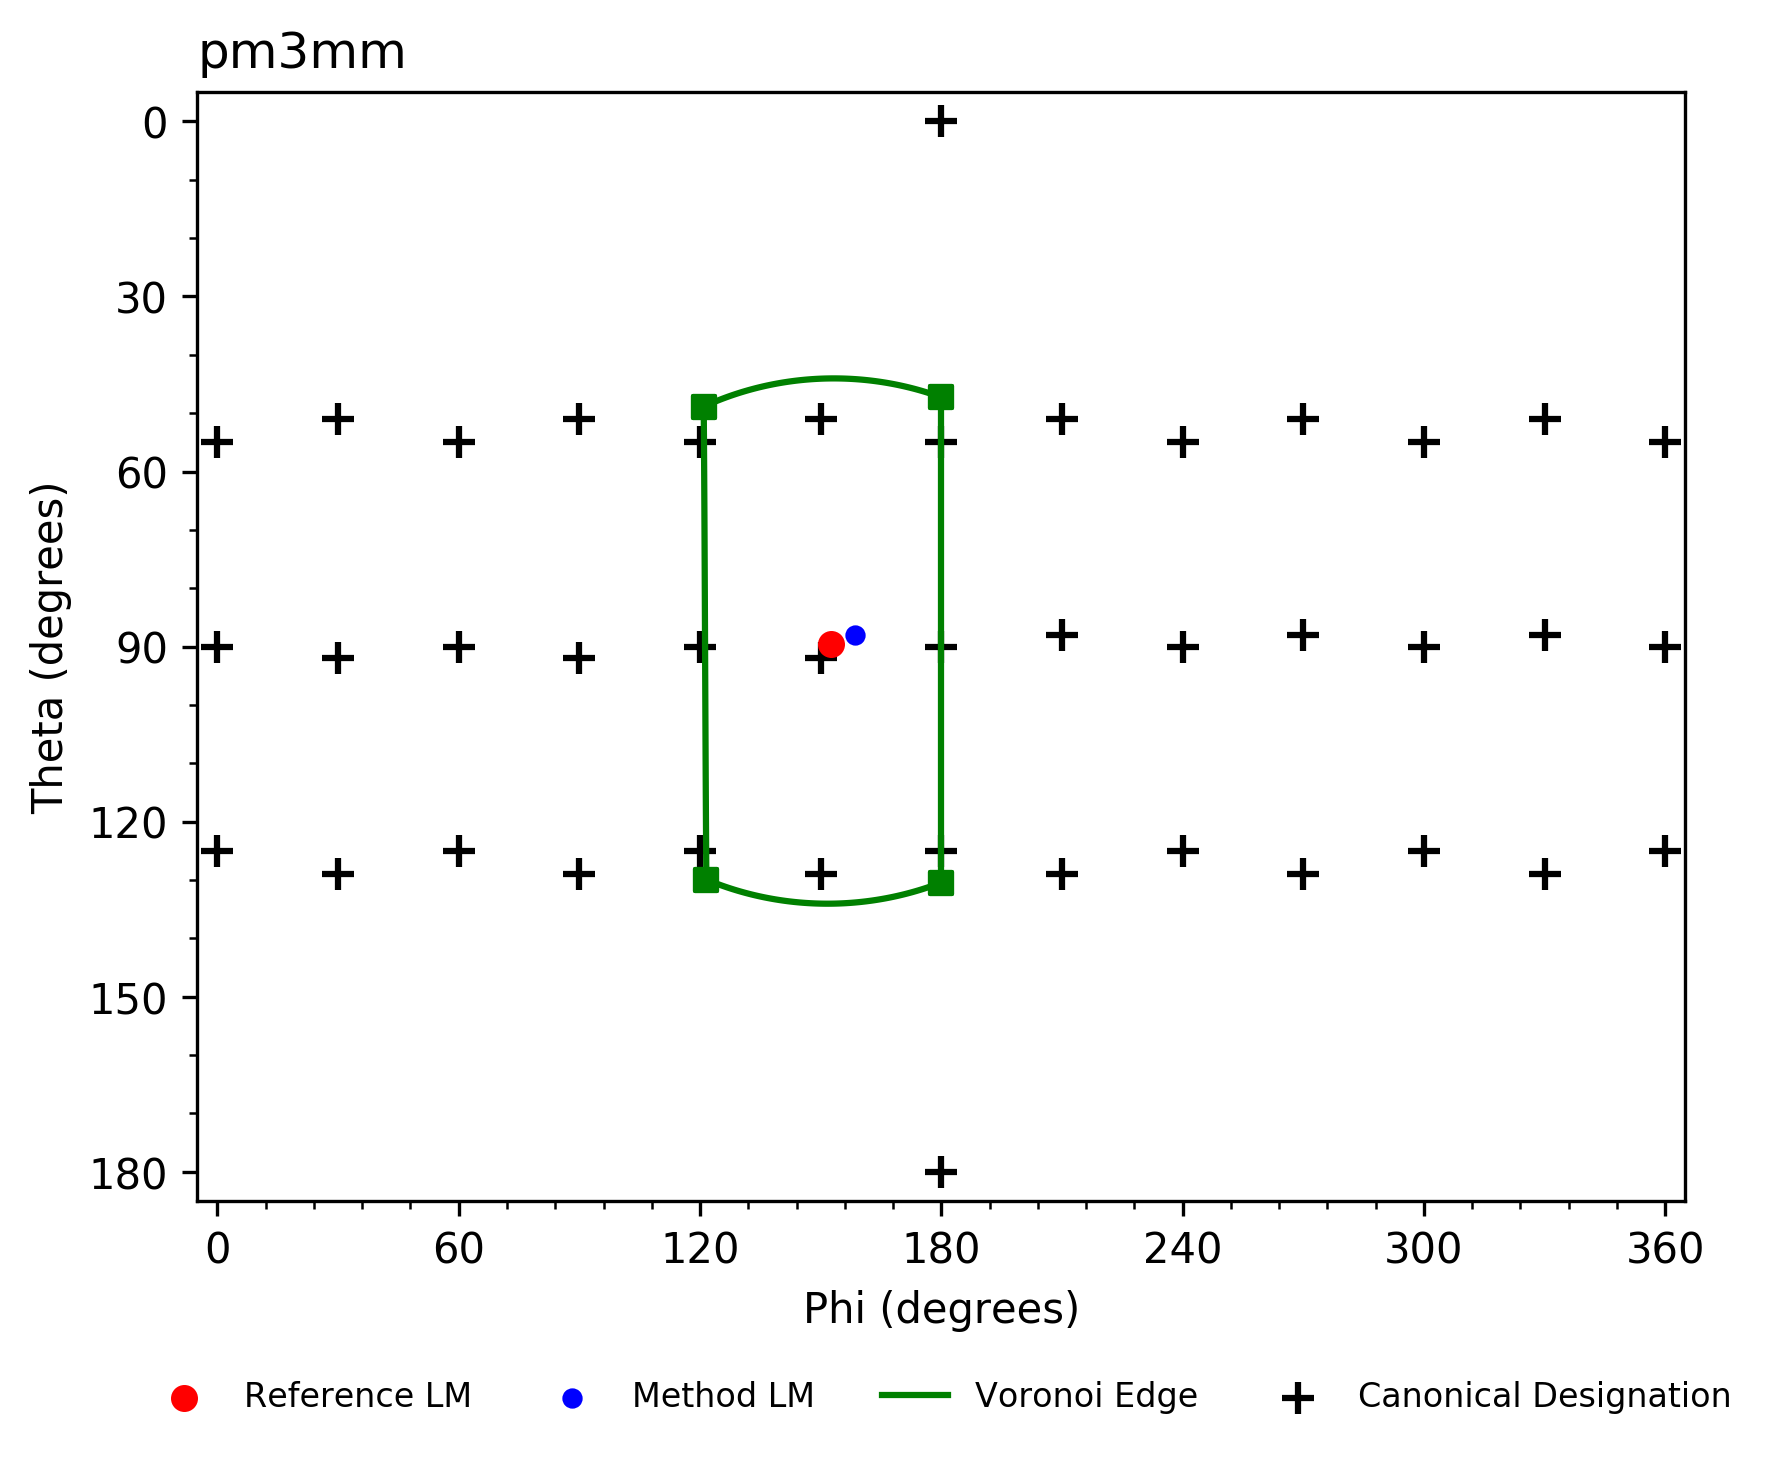 pm3mm
0
30
60
90
120
150
180
Theta (degrees)
0 60 120 180 240 300 360
Phi (degrees)
Reference LM Method LM Voronoi Edge Canonical Designation